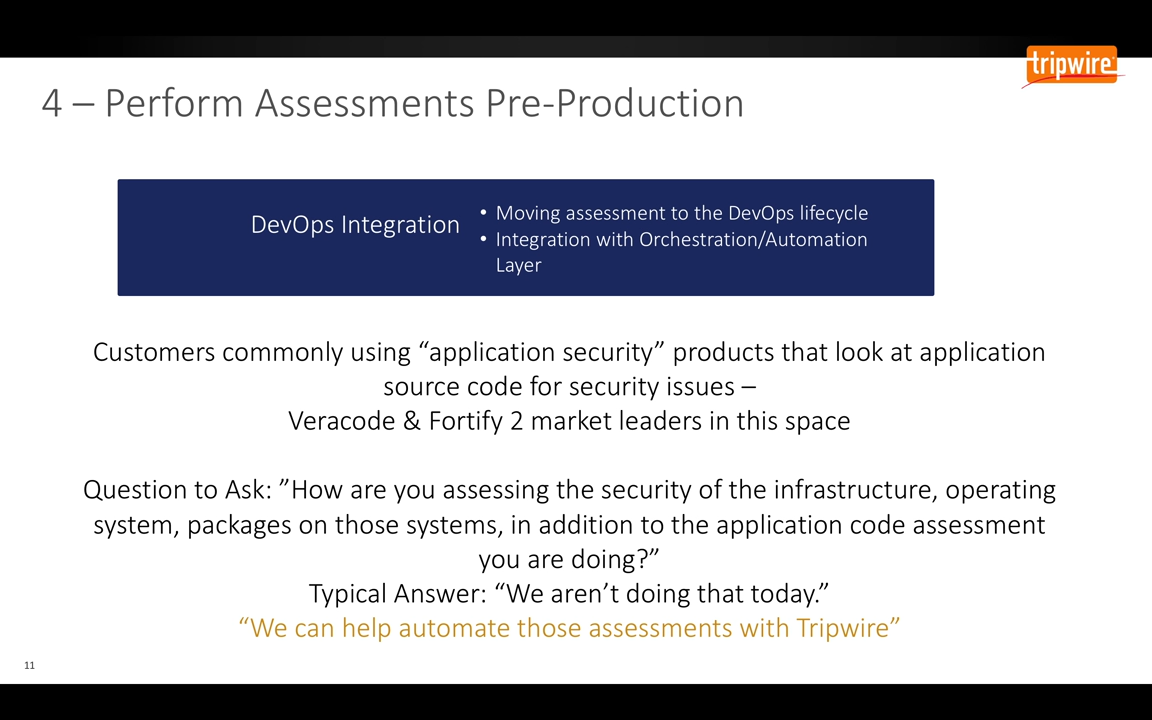 tripwire
4 – Perform Assessments Pre-Production
DevOps Integration
• Moving assessment to the DevOps lifecycle
• Integration with Orchestration/Automation
Layer
Customers commonly using “application security” products that look at application
source code for security issues –
Veracode & Fortify 2 market leaders in this space
Question to Ask: ”How are you assessing the security of the infrastructure, operating
system, packages on those systems, in addition to the application code assessment
you are doing?”
Typical Answer: “We aren’t doing that today.”
“We can help automate those assessments with Tripwire”
11